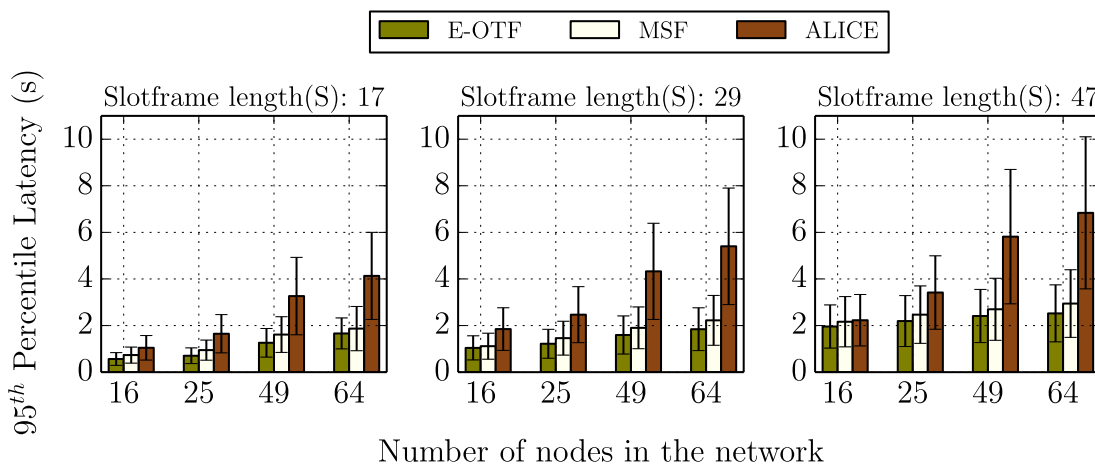 E-OTF MSF ALICE
Slotframe length(S): 17 Slotframe length(S): 29 Slotframe length(S): 47
95th Percentile Latency (s)
10 10 10
8 8 8
6 6 6
4 4 4
2 2 2
0 0 0
16 25 49 64 16 25 49 64 16 25 49 64
Number of nodes in the network